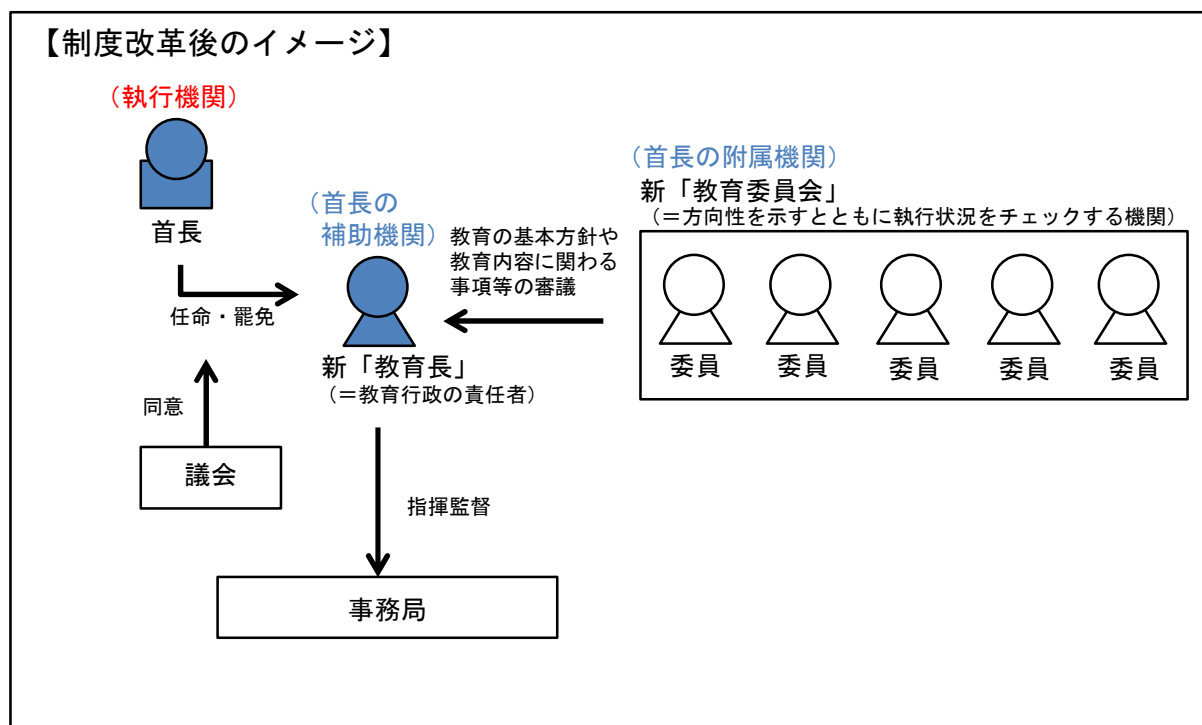 【制度改革後のイメージ】
（執行機関）
首長
任命・罷免
同意
議会
（首長の
補助機関）
新「教育長」
（＝教育行政の責任者）
教育の基本方針や
教育内容に関わる
事項等の審議
（首長の附属機関）
新「教育委員会」
（＝方向性を示すとともに執行状況をチェックする機関）
委員
委員
委員
委員
委員
指揮監督
事務局